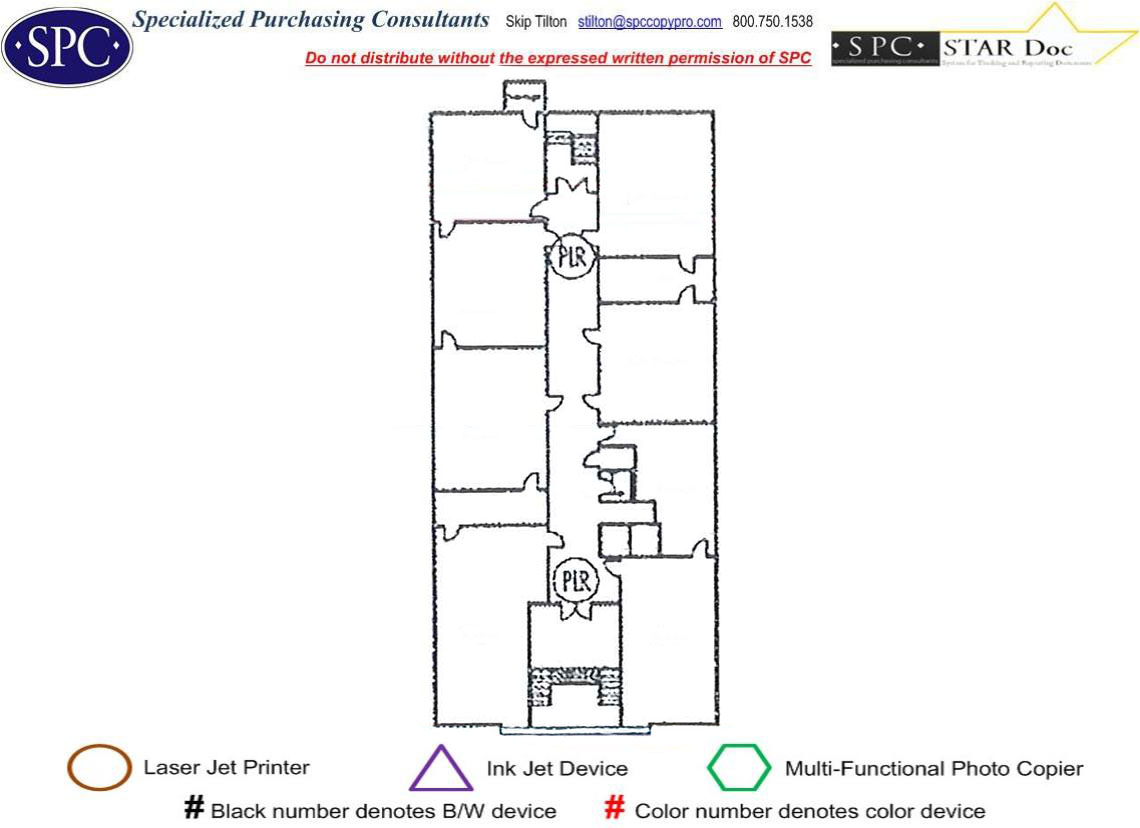 Specialized Purchasing Consultants Skip Tilton stilton@spccopypro.com 800.750.1538
·SPC·
Do not distribute without the expressed written permission of SPC
·SPC· STAR Doc
specialized purchasing consultants System for Tracking and Reporting Documents
PLR
PLR
Laser Jet Printer Ink Jet Device Multi-Functional Photo Copier
# Black number denotes B/W device # Color number denotes color device